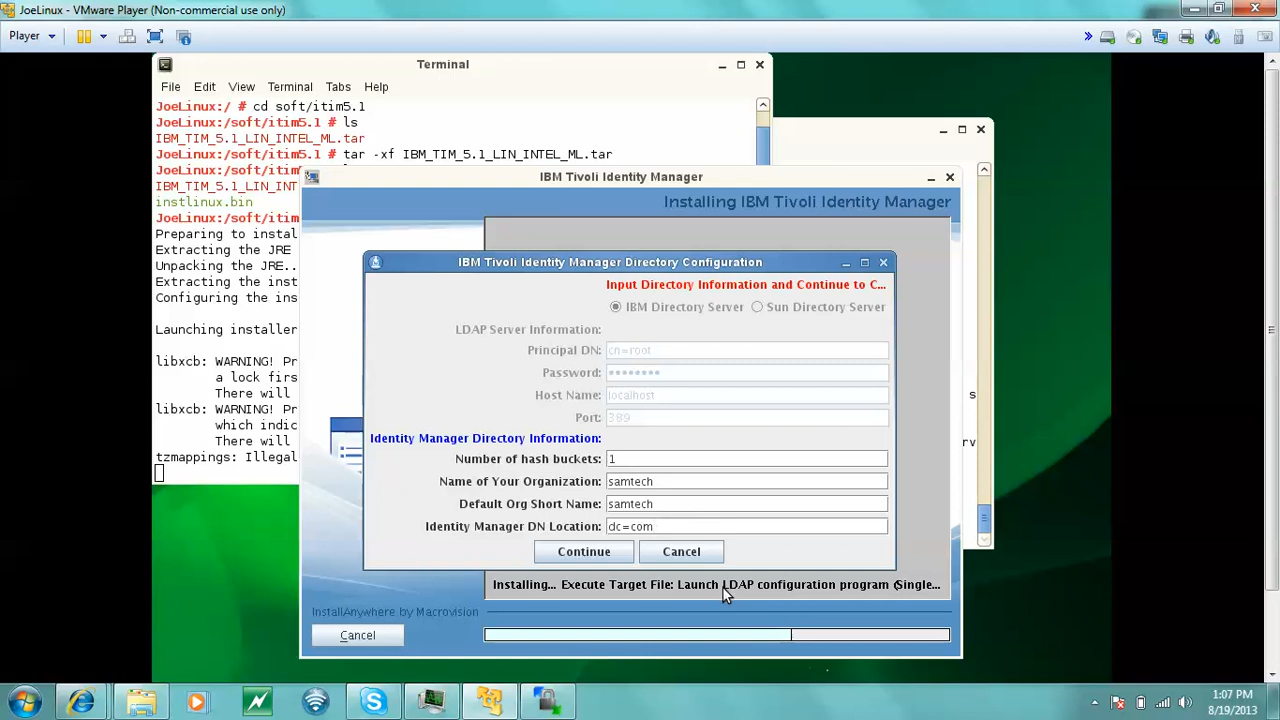 JoeLinux - VMware Player (Non-commercial use only)
Player
Terminal
File Edit View Terminal Tabs Help
JoeLinux:/ # cd soft/itim5.1
JoeLinux:/soft/itim5.1 # ls
IBM_TIM_5.1_LIN_INTEL_ML.tar
JoeLinux:/soft/itim5.1 # tar -xf IBM_TIM_5.1_LIN_INTEL_ML.tar
JoeLinux:/soft/itim5.1
IBM_TIM_5.1_LIN_INT
instlinux.bin
JoeLinux:/soft/itim
Preparing to instal
Extracting the JRE
Unpacking the JRE..
Extracting the inst
Configuring the ins
Launching installer
libxcb: WARNING! Pr
a lock firs
There will
libxcb: WARNING! Pr
which indic
There will
tzmappings: Illegal
s
rv
IBM Tivoli Identity Manager
Installing IBM Tivoli Identity Manager
IBM Tivoli Identity Manager Directory Configuration
Input Directory Information and Continue to C...
IBM Directory Server Sun Directory Server
LDAP Server Information:
Principal DN: cn=root
Password: ••••••••
Host Name: localhost
Port: 389
Identity Manager Directory Information:
Number of hash buckets: 1
Name of Your Organization: samtech
Default Org Short Name: samtech
Identity Manager DN Location: dc=com
Continue Cancel
Installing... Execute Target File: Launch LDAP configuration program (Single...
InstallAnywhere by Macrovision
Cancel
1:07 PM
8/19/2013